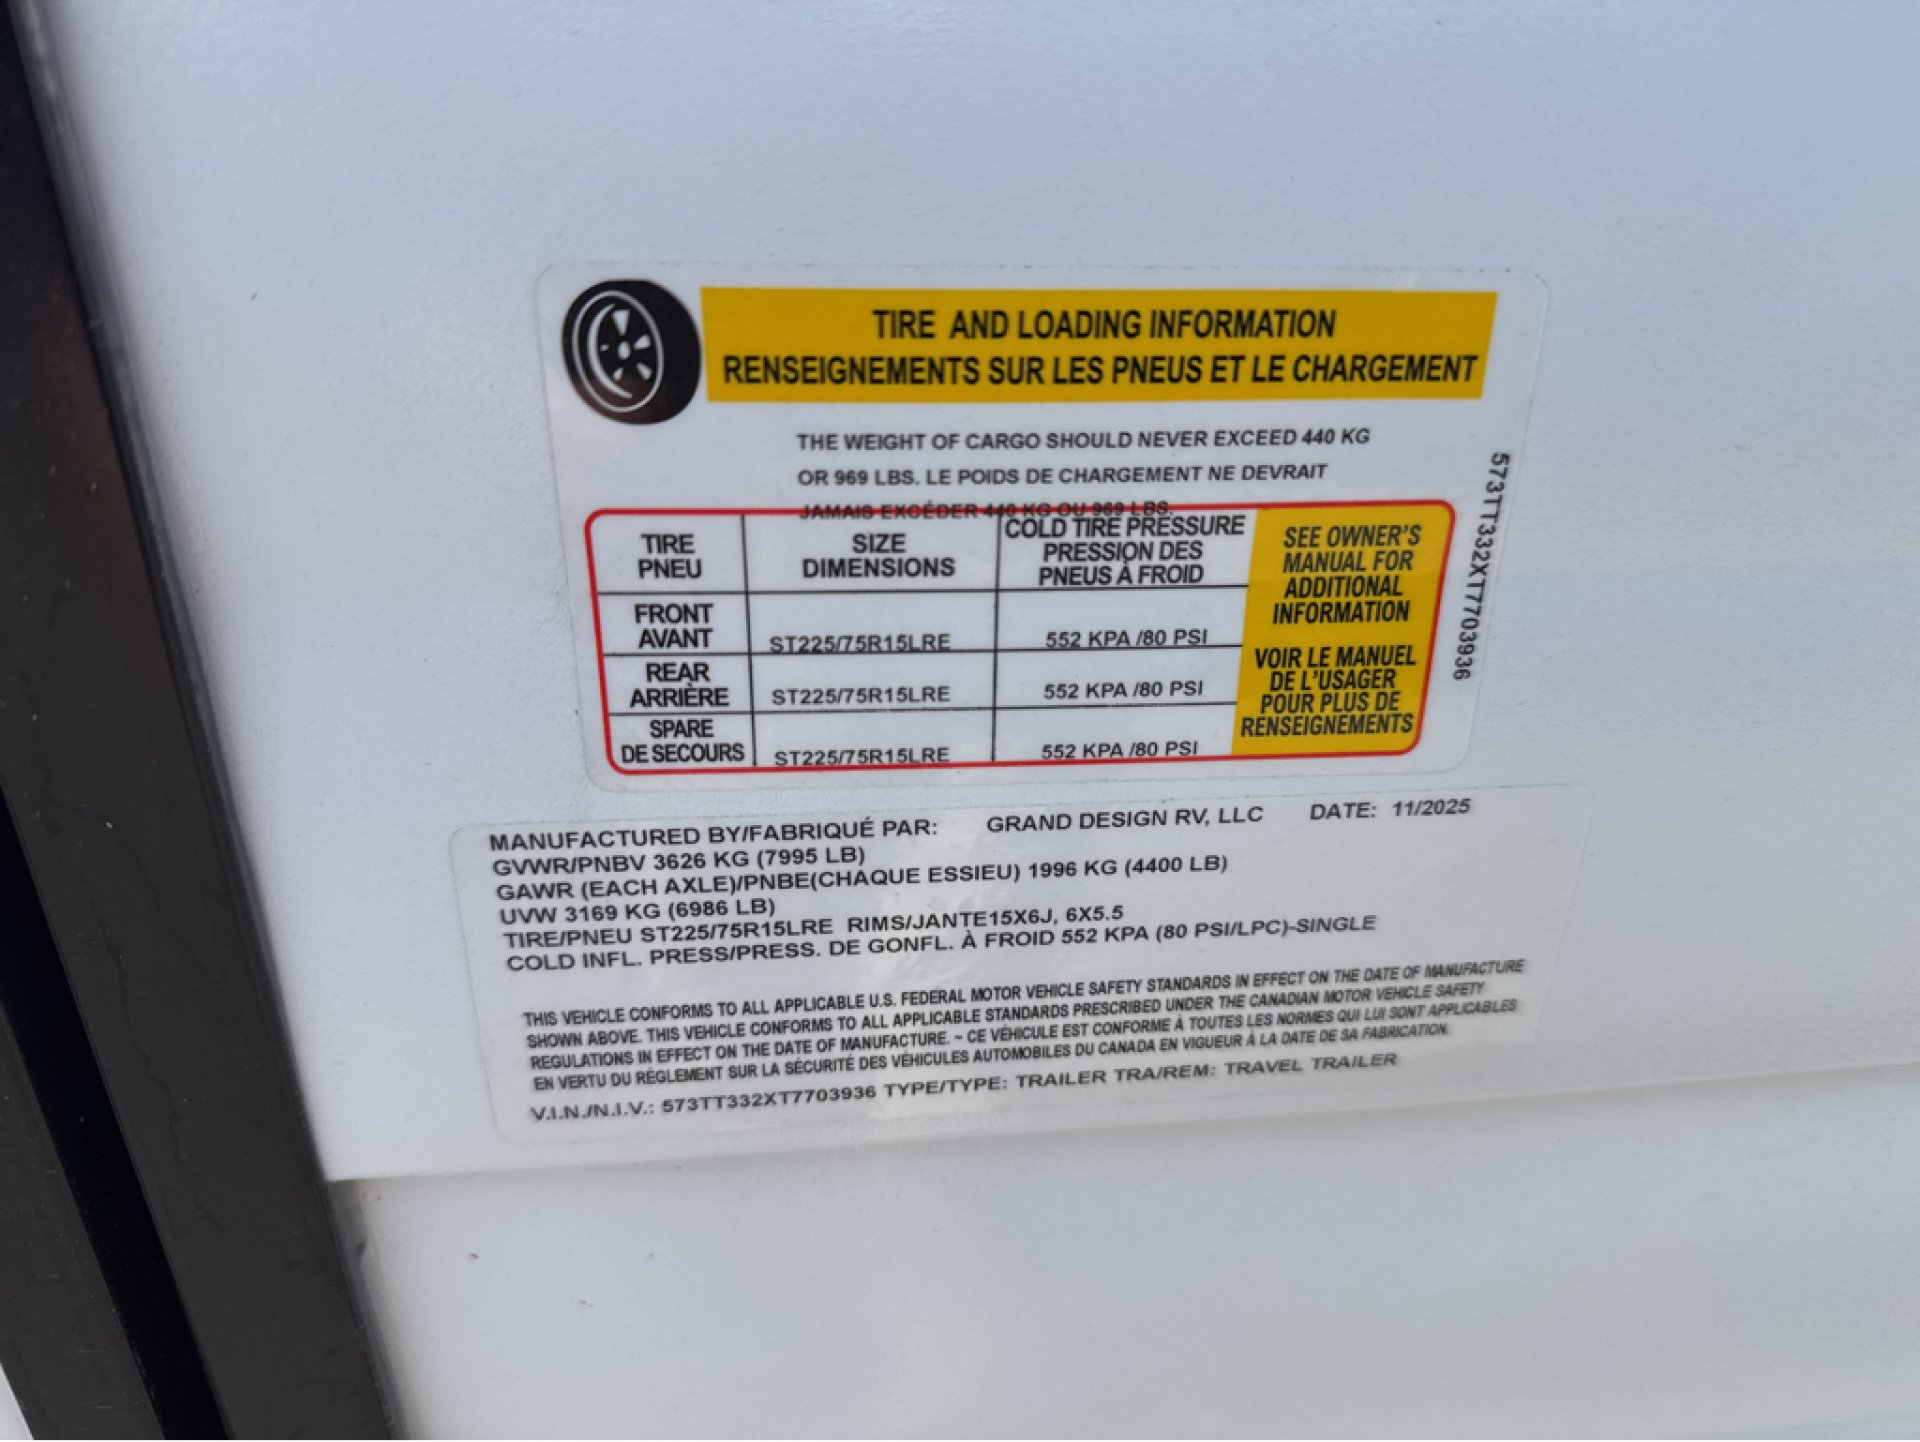 TIRE AND LOADING INFORMATION
RENSEIGNEMENTS SUR LES PNEUS ET LE CHARGEMENT
THE WEIGHT OF CARGO SHOULD NEVER EXCEED 440 KG
OR 969 LBS. LE POIDS DE CHARGEMENT NE DEVRAIT
JAMAIS EXCÉDER 440 KG OU 969 LBS.
TIRE
PNEU
SIZE
DIMENSIONS
COLD TIRE PRESSURE
PRESSION DES
PNEUS À FROID
FRONT
AVANT
ST225/75R15LRE
552 KPA /80 PSI
REAR
ARRIÈRE
ST225/75R15LRE
552 KPA /80 PSI
SPARE
DE SECOURS
ST225/75R15LRE
552 KPA /80 PSI
SEE OWNER'S
MANUAL FOR
ADDITIONAL
INFORMATION
VOIR LE MANUEL
DE L'USAGER
POUR PLUS DE
RENSEIGNEMENTS
573TT332XT7703936
MANUFACTURED BY/FABRIQUÉ PAR: GRAND DESIGN RV, LLC DATE: 11/2025
GVWR/PNBV 3626 KG (7995 LB)
GAWR (EACH AXLE)/PNBE(CHAQUE ESSIEU) 1996 KG (4400 LB)
UVW 3169 KG (6986 LB)
TIRE/PNEU ST225/75R15LRE RIMS/JANTE15X6J, 6X5.5
COLD INFL. PRESS/PRESS. DE GONFL. À FROID 552 KPA (80 PSI/LPC)-SINGLE
THIS VEHICLE CONFORMS TO ALL APPLICABLE U.S. FEDERAL MOTOR VEHICLE SAFETY STANDARDS IN EFFECT ON THE DATE OF MANUFACTURE
SHOWN ABOVE. THIS VEHICLE CONFORMS TO ALL APPLICABLE STANDARDS PRESCRIBED UNDER THE CANADIAN MOTOR VEHICLE SAFETY
REGULATIONS IN EFFECT ON THE DATE OF MANUFACTURE. ~ CE VÉHICULE EST CONFORME À TOUTES LES NORMES QUI LUI SONT APPLICABLES
EN VERTU DU RÈGLEMENT SUR LA SÉCURITÉ DES VÉHICULES AUTOMOBILES DU CANADA EN VIGUEUR À LA DATE DE SA FABRICATION.
V.I.N./N.I.V.: 573TT332XT7703936 TYPE/TYPE: TRAILER TRA/REM: TRAVEL TRAILER